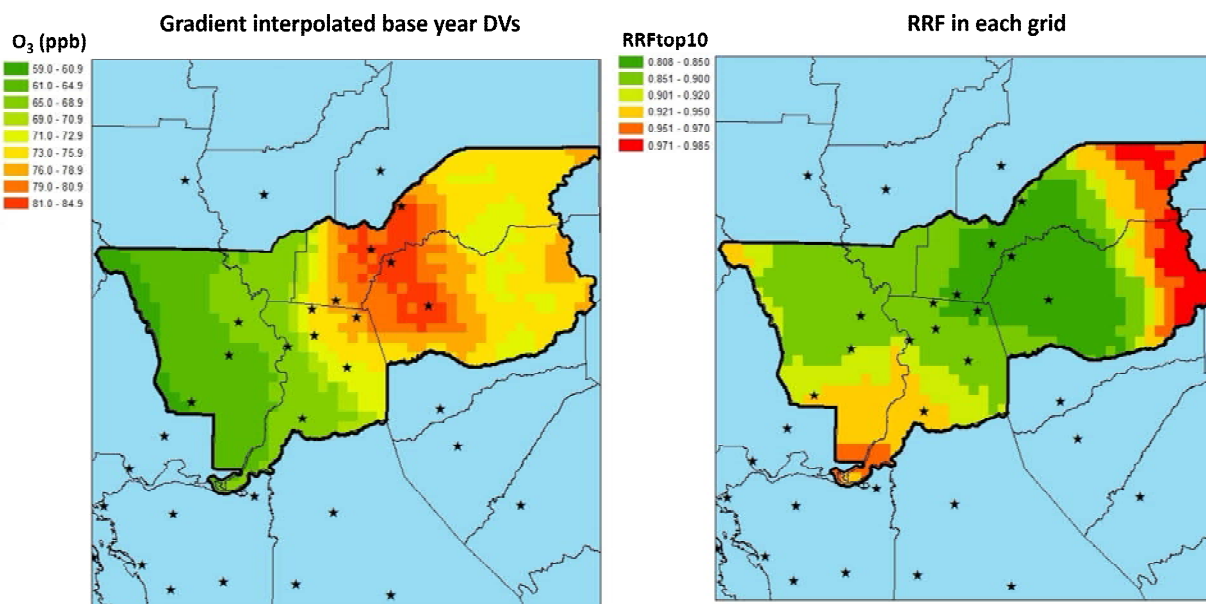 Gradient interpolated base year DVs
O₃ (ppb)
59.0 - 60.9
61.0 - 64.9
65.0 - 68.9
69.0 - 70.9
71.0 - 72.9
73.0 - 75.9
76.0 - 78.9
79.0 - 80.9
81.0 - 84.9
RRF in each grid
RRFtop10
0.808 - 0.850
0.851 - 0.900
0.901 - 0.920
0.921 - 0.950
0.951 - 0.970
0.971 - 0.985